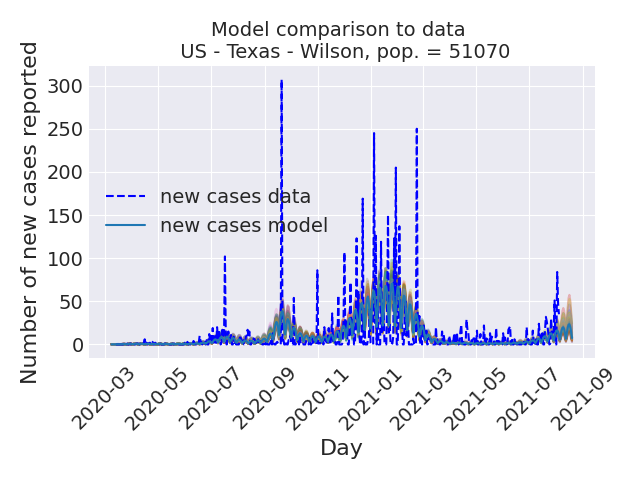 Model comparison to data
US - Texas - Wilson, pop. = 51070
Number of new cases reported
300
250
200
150
100
50
0
new cases data
new cases model
2020-03
2020-05
2020-07
2020-09
2020-11
2021-01
2021-03
2021-05
2021-07
2021-09
Day